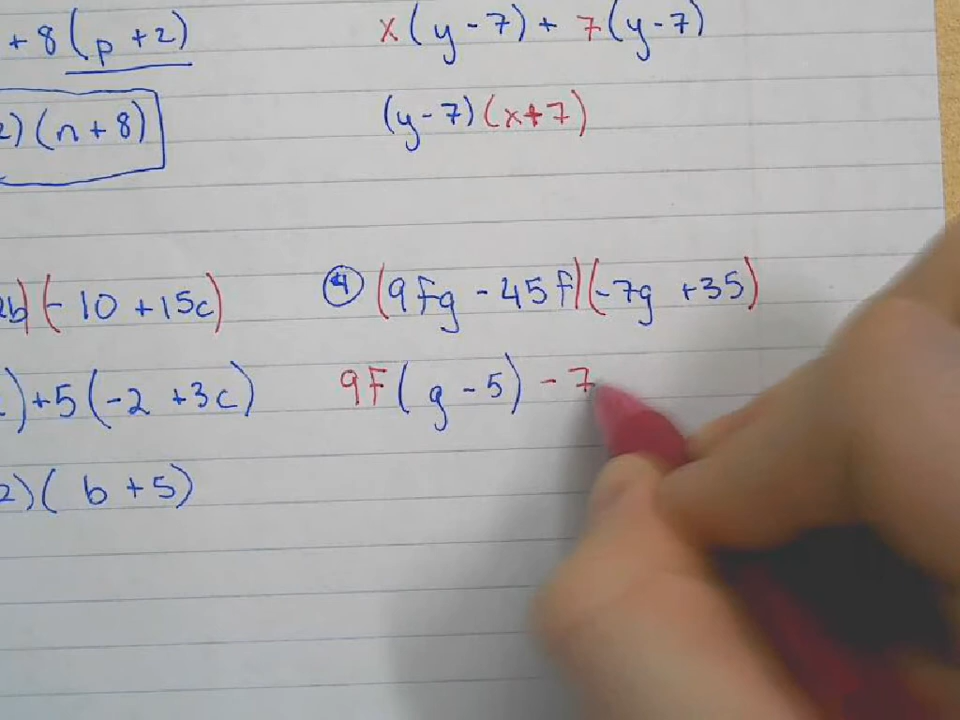 + 8(p + 2)
2)(n + 8)
x(y - 7) + 7(y - 7)
(y - 7)(x + 7)
2b)(- 10 + 15c)
) + 5(-2 + 3c)
2)( b + 5)
④ (9fg - 45f)(-7g + 35)
9f(g - 5) - 7